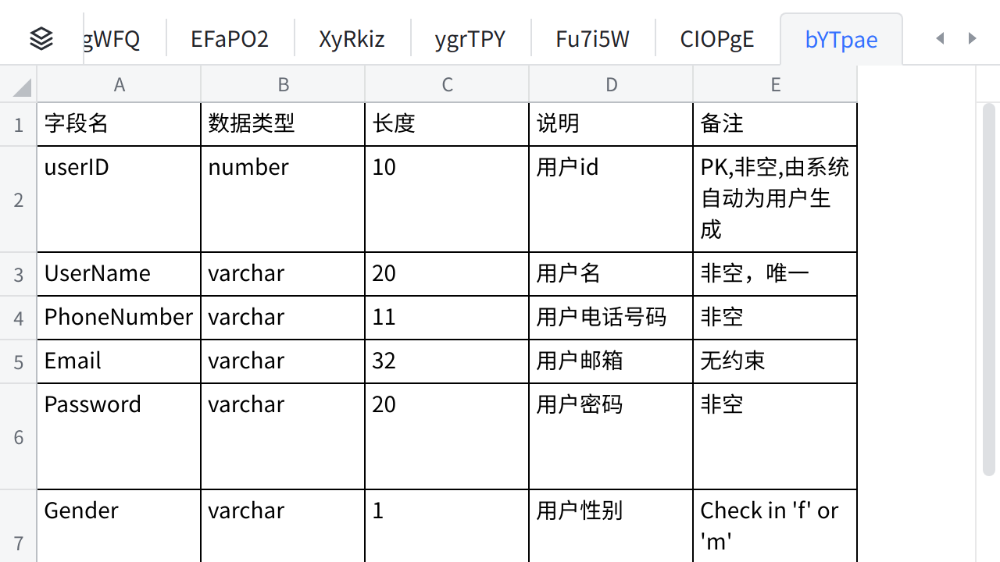 gWFQ EFaPO2 XyRkiz ygrTPY Fu7i5W CIOPgE bYTpae
A B C D E
1 字段名 数据类型 长度 说明 备注
2 userID number 10 用户id PK,非空,由系统
自动为用户生
成
3 UserName varchar 20 用户名 非空，唯一
4 PhoneNumber varchar 11 用户电话号码 非空
5 Email varchar 32 用户邮箱 无约束
6 Password varchar 20 用户密码 非空
7 Gender varchar 1 用户性别 Check in 'f' or
'm'